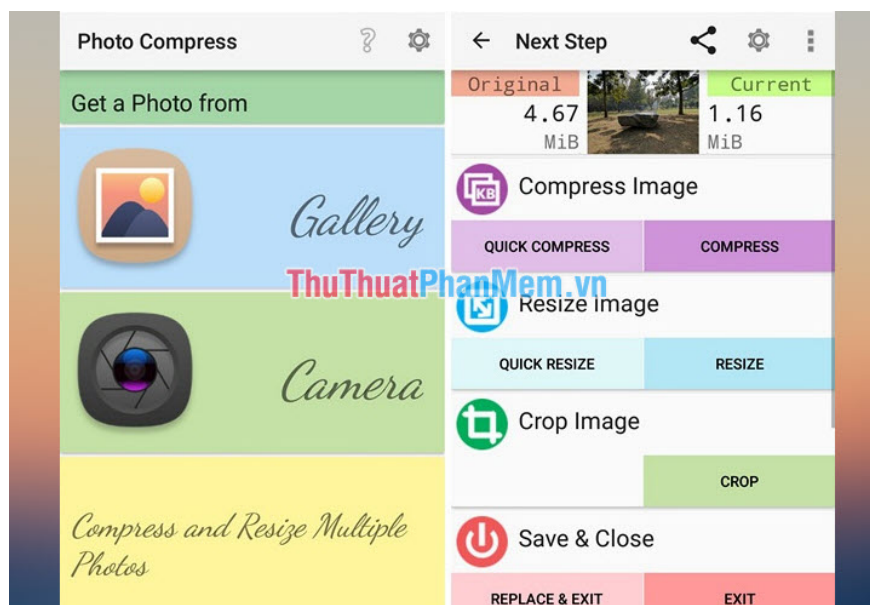 Photo Compress
Get a Photo from
Gallery
Camera
Compress and Resize Multiple
Photos
Next Step
Original
Current
4.67
1.16
MiB
MiB
KB
Compress Image
QUICK COMPRESS
COMPRESS
ThuThuatPhanMem.vn
Resize Image
QUICK RESIZE
RESIZE
Crop Image
CROP
Save & Close
REPLACE & EXIT
EXIT